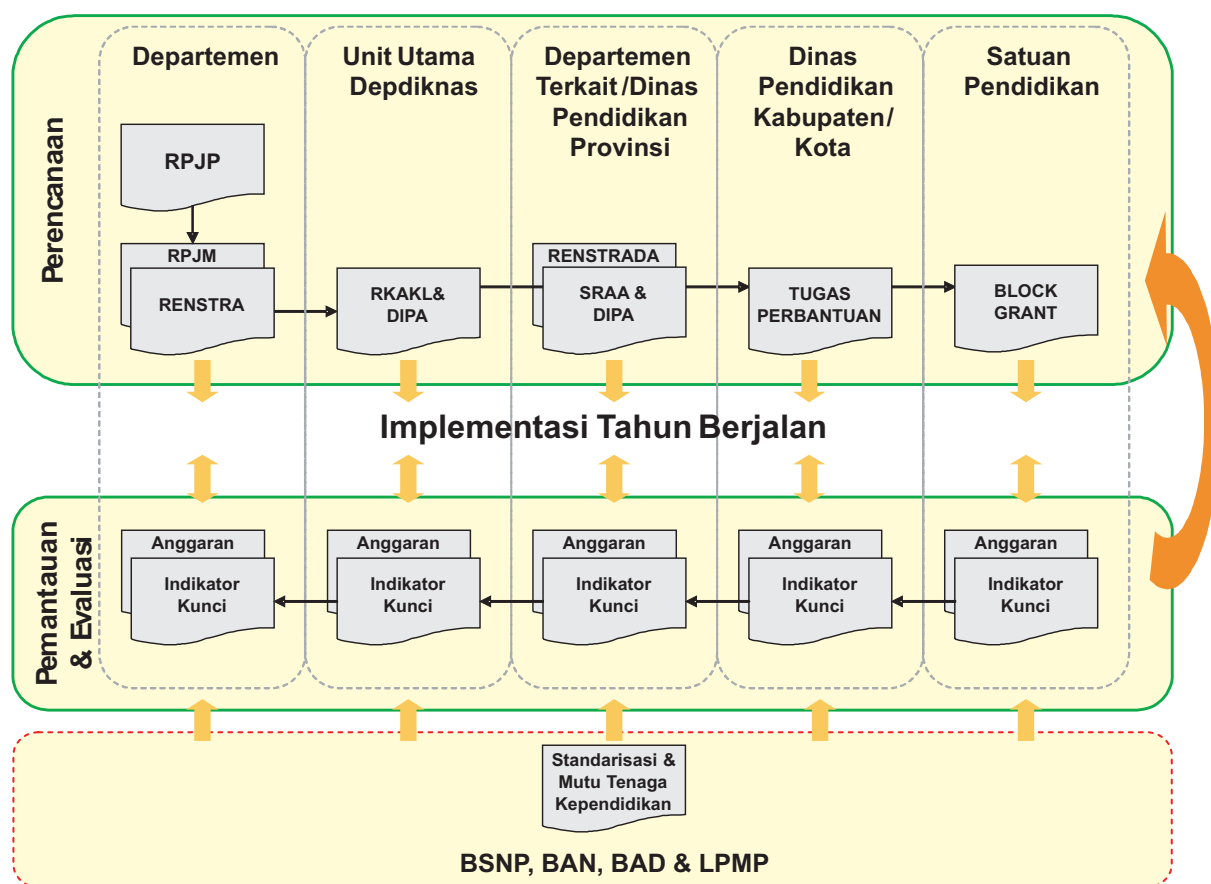 Departemen
Unit Utama
Depdiknas
Departemen
Terkait /Dinas
Pendidikan
Provinsi
Dinas
Pendidikan
Kabupaten/
Kota
Satuan
Pendidikan
Perencanaan
RPJP
RPJM
RENSTRA
RKAKL&
DIPA
RENSTRADA
SRAA &
DIPA
TUGAS
PERBANTUAN
BLOCK
GRANT
Implementasi Tahun Berjalan
Pemantauan
& Evaluasi
Anggaran
Indikator
Kunci
Anggaran
Indikator
Kunci
Anggaran
Indikator
Kunci
Anggaran
Indikator
Kunci
Anggaran
Indikator
Kunci
Standarisasi &
Mutu Tenaga
Kependidikan
BSNP, BAN, BAD & LPMP